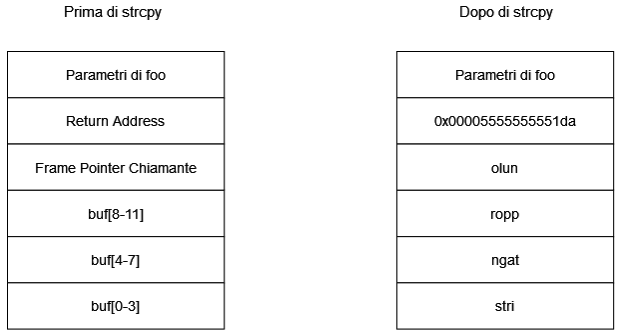 Prima di strcpy
Parametri di foo
Return Address
Frame Pointer Chiamante
buf[8-11]
buf[4-7]
buf[0-3]
Dopo di strcpy
Parametri di foo
0x00005555555551da
olun
ropp
ngat
stri